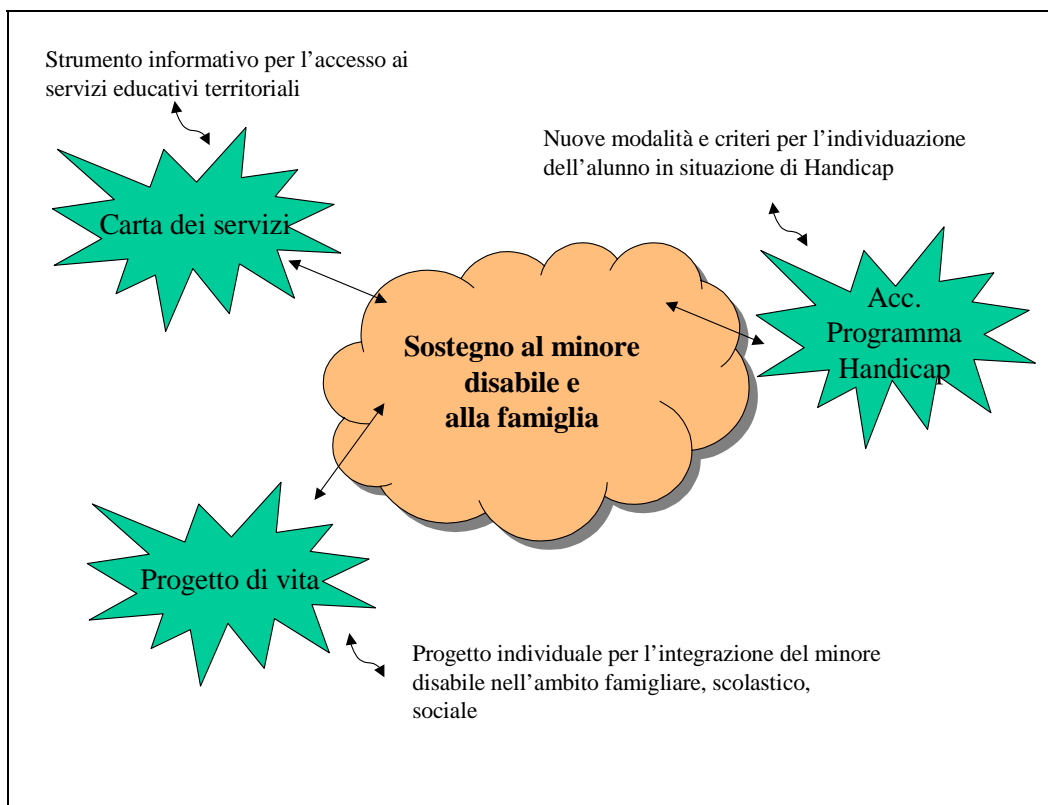 Strumento informativo per l’accesso ai
servizi educativi territoriali
Nuove modalità e criteri per l’individuazione
dell’alunno in situazione di Handicap
Carta dei servizi
Acc.
Programma
Handicap
Sostegno al minore
disabile e
alla famiglia
Progetto di vita
Progetto individuale per l’integrazione del minore
disabile nell’ambito famigliare, scolastico,
sociale